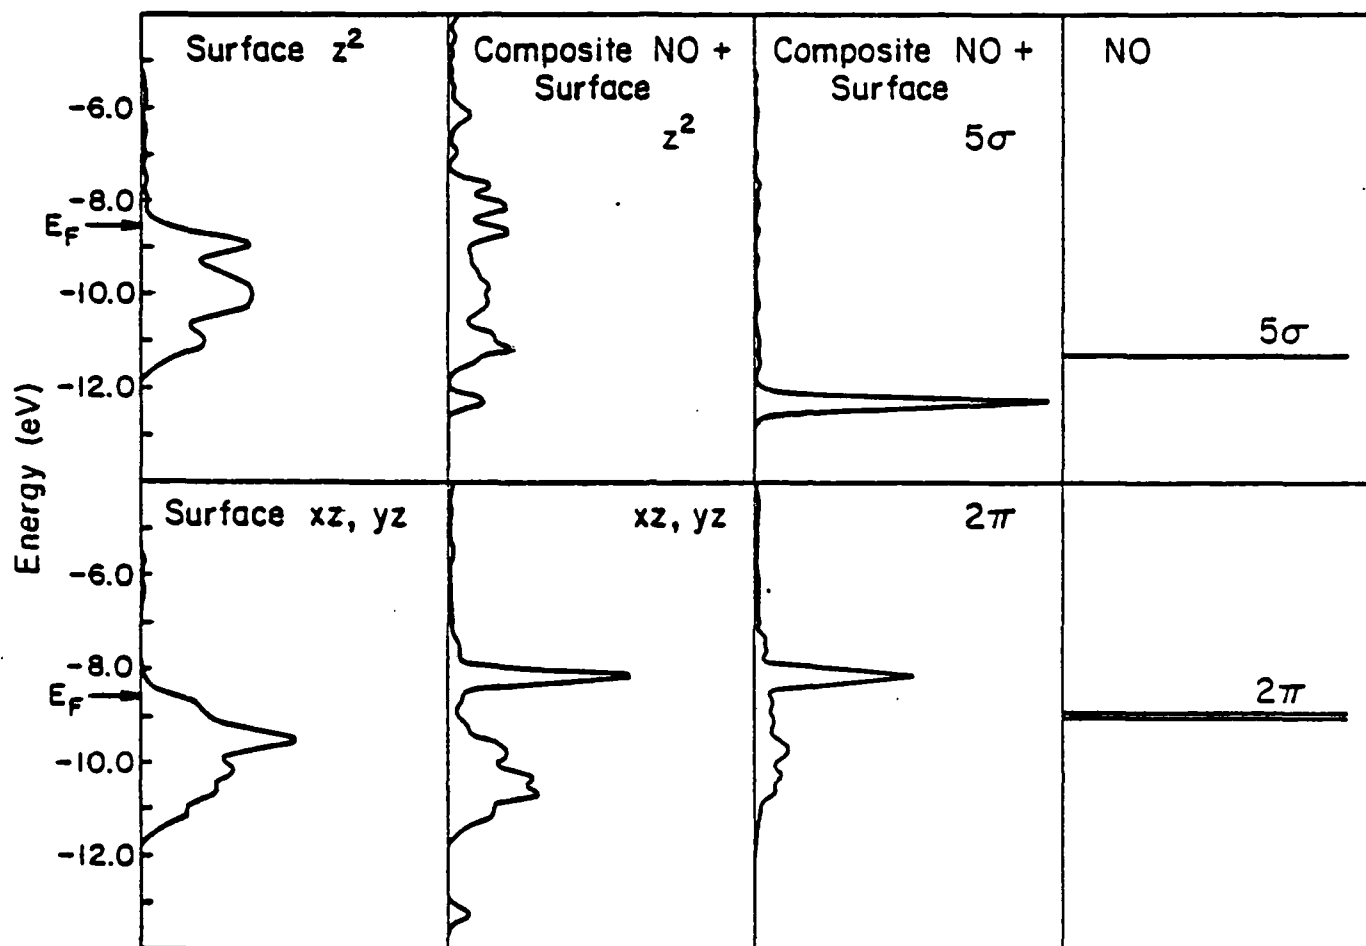 Surface z²
Composite NO +
Surface
z²
Composite NO +
Surface
5σ
NO
-6.0
-8.0
E_F
-10.0
5σ
-12.0
Energy (eV)
Surface xz, yz
xz, yz
2π
-6.0
-8.0
E_F
2π
-10.0
-12.0